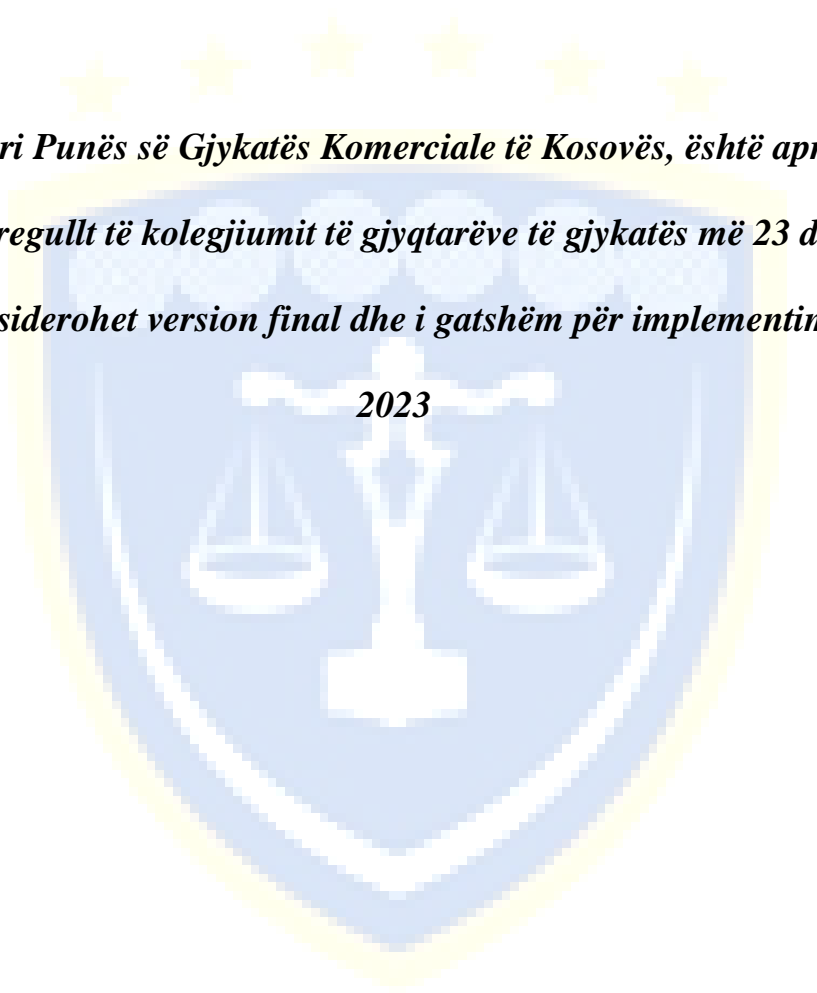 ri Punës së Gjykatës Komerciale të Kosovës, është apr
regullt të kolegjiumit të gjyqtarëve të gjykatës më 23 d
siderohet version final dhe i gatshëm për implementin
2023